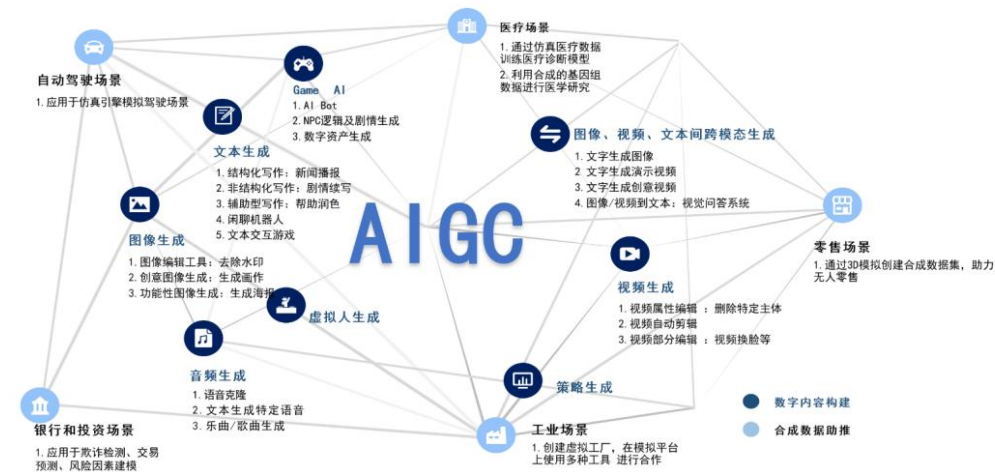 医疗场景
1. 通过仿真医疗数据
训练医疗诊断模型
2. 利用合成的基因组
数据进行医学研究
自动驾驶场景
1. 应用于仿真引擎模拟驾驶场景
Game AI
1. AI Bot
2. NPC逻辑及剧情生成
3. 数字资产生成
文本生成
1. 结构化写作: 新闻播报
2. 非结构化写作: 剧情续写
3. 辅助型写作: 帮助润色
4. 闲聊机器人
5. 文本交互游戏
图像、视频、文本间跨模态生成
1. 文字生成图像
2. 文字生成演示视频
3. 文字生成创意视频
4. 图像/视频到文本: 视觉问答系统
AIGC
图像生成
1. 图像编辑工具: 去除水印
2. 创意图像生成: 生成画作
3. 功能性图像生成: 生成海报
零售场景
1. 通过3D模拟创建合成数据集, 助力
无人零售
视频生成
1. 视频属性编辑 : 删除特定主体
2. 视频自动剪辑
3. 视频部分编辑 : 视频换脸等
虚拟人生成
音频生成
1. 语音克隆
2. 文本生成特定语音
3. 乐曲/歌曲生成
策略生成
银行和投资场景
1. 应用于欺诈检测、交易
预测、风险因素建模
工业场景
1. 创建虚拟工厂, 在模拟平台
上使用多种工具 进行合作
数字内容构建
合成数据助推